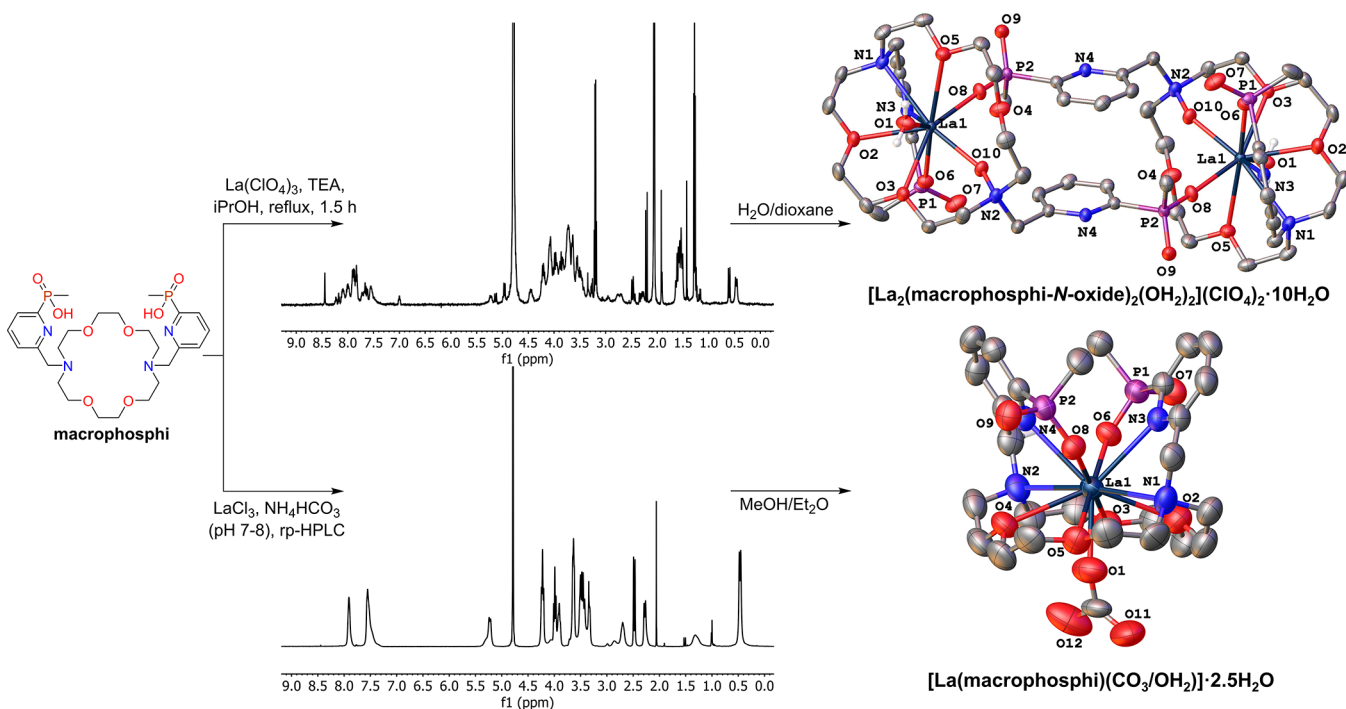 La(ClO₄)₃, TEA,
iPrOH, reflux, 1.5 h
9.0 8.5 8.0 7.5 7.0 6.5 6.0 5.5 5.0 4.5 4.0 3.5 3.0 2.5 2.0 1.5 1.0 0.5 0.0
f1 (ppm)
H₂O/dioxane
O9
N1
O5
P2
N4
N2
O7
P1
O8
O4
O10
O6
O3
N3
O1
La1
O2
O10
La1
O1
O2
O6
O3
O7
P1
N2
N4
O4
O8
N3
P2
O5
N1
O9
[La₂(macrophosphi-N-oxide)₂(OH₂)₂](ClO₄)₂·10H₂O
O
P
OH
N
O
P
HO
N
O O
N N
O O
macrophosphi
LaCl₃, NH₄HCO₃
(pH 7-8), rp-HPLC
9.0 8.5 8.0 7.5 7.0 6.5 6.0 5.5 5.0 4.5 4.0 3.5 3.0 2.5 2.0 1.5 1.0 0.5 0.0
f1 (ppm)
MeOH/Et₂O
P1
O7
P2
O9
O6
N3
N4
O8
N2
La1
N1
O4
O3
O2
O5
O1
O12
O11
[La(macrophosphi)(CO₃/OH₂)]·2.5H₂O